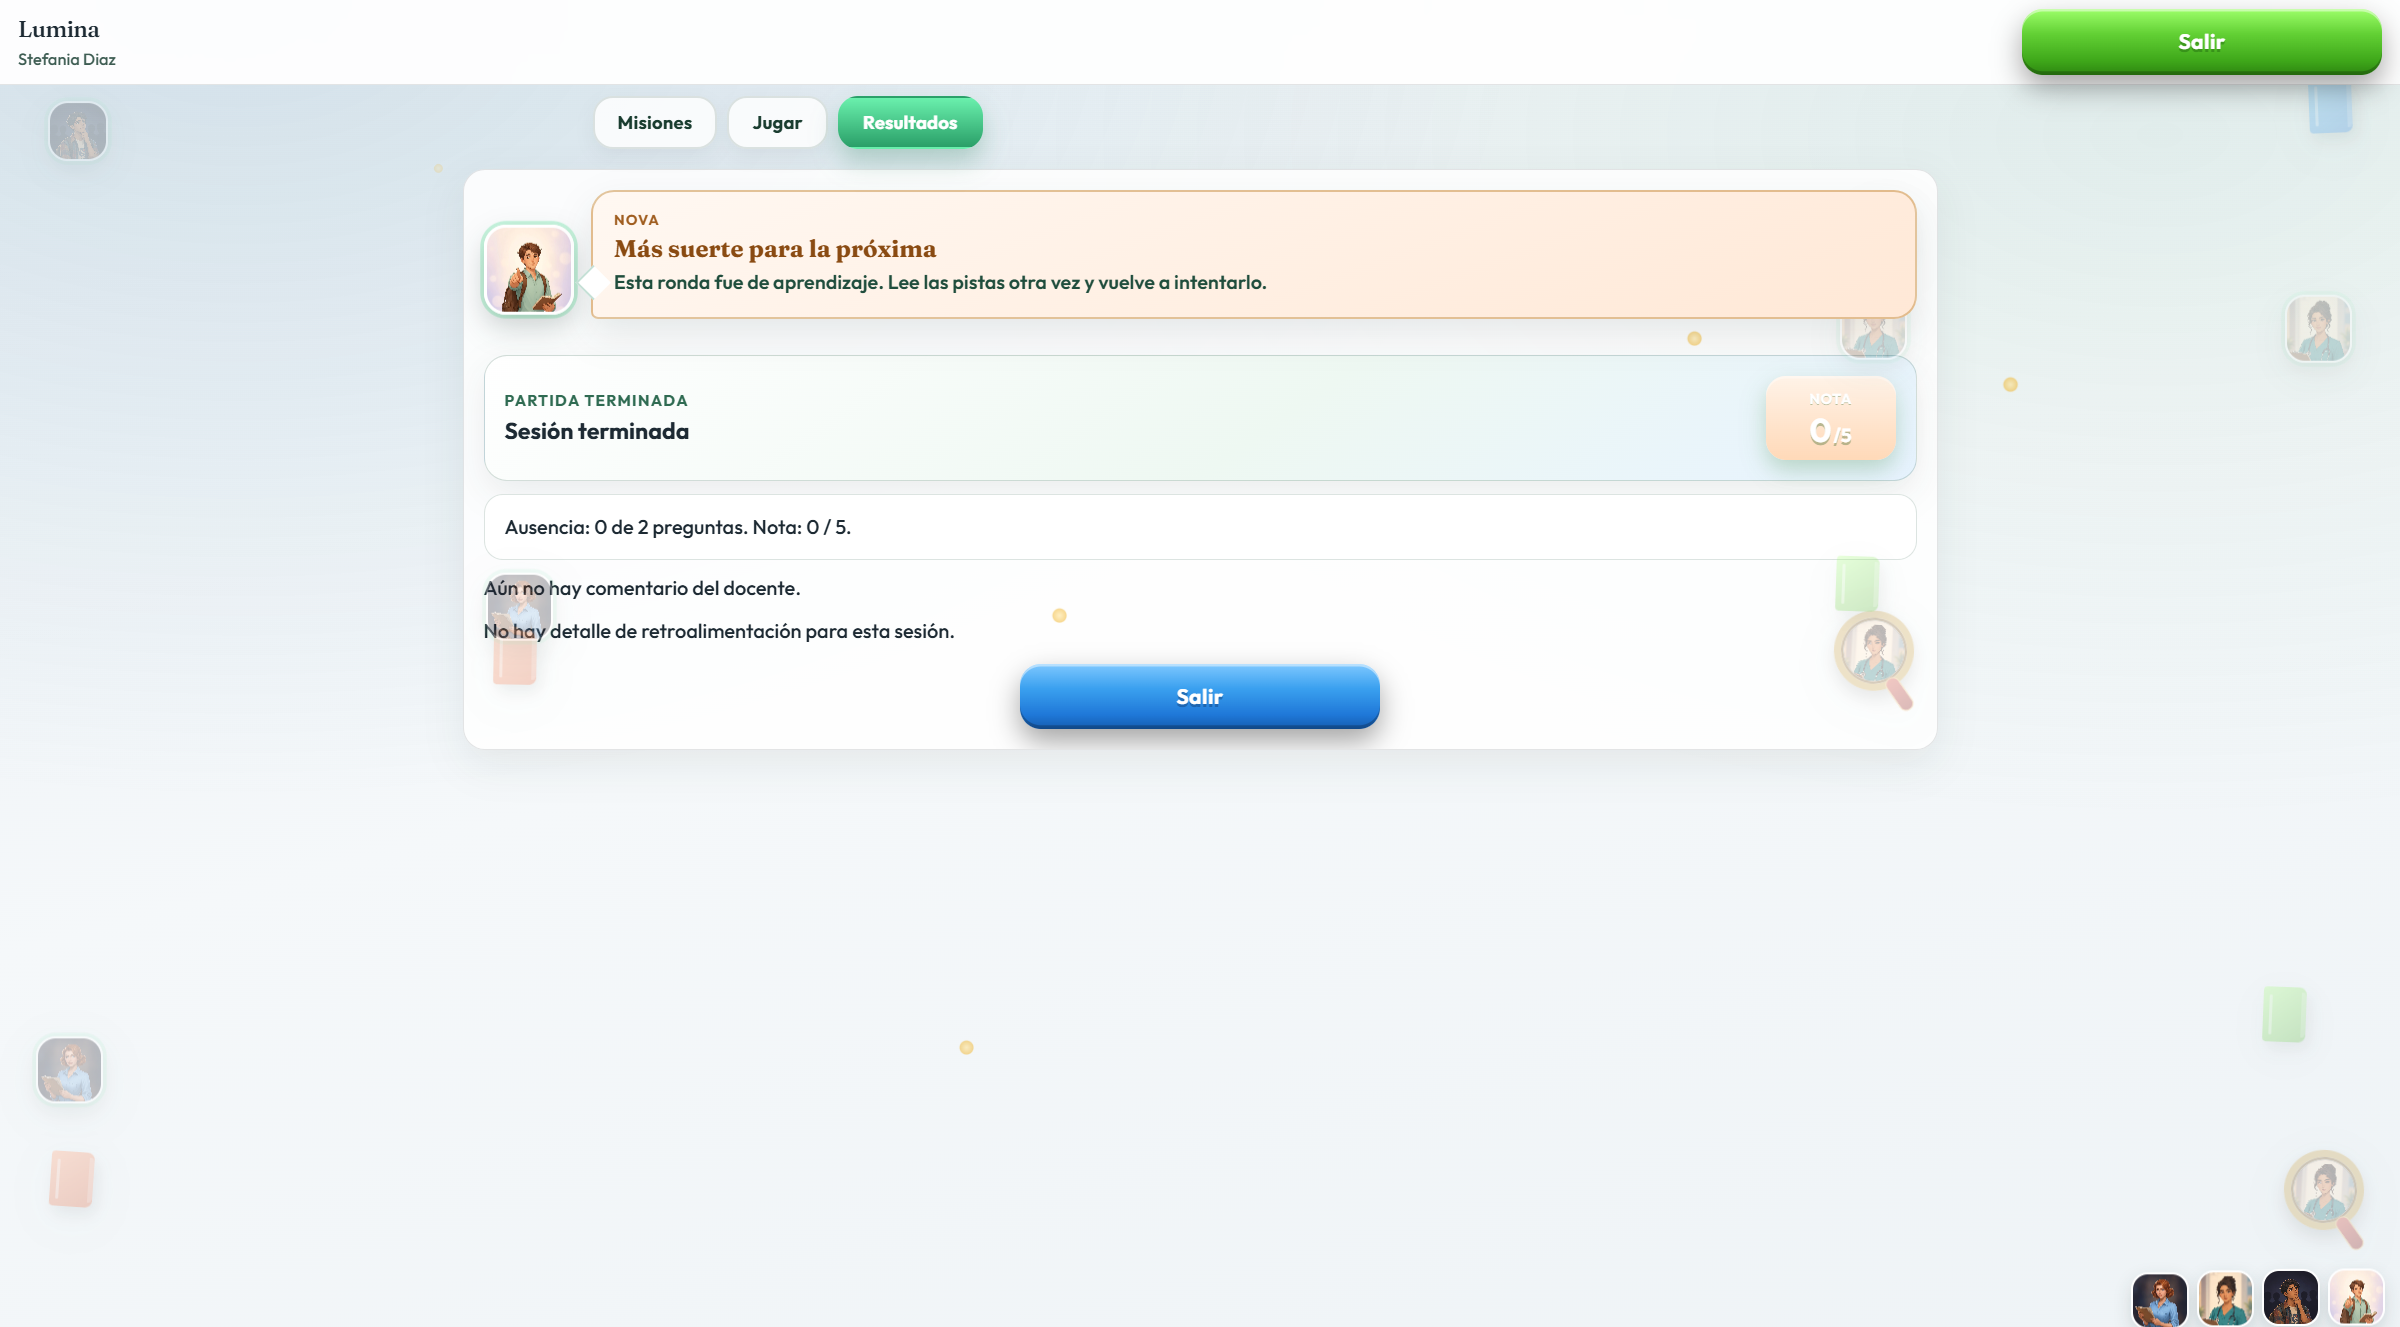 Lumina
Stefania Diaz
Salir
Misiones
Jugar
Resultados
NOVA
Más suerte para la próxima
Esta ronda fue de aprendizaje. Lee las pistas otra vez y vuelve a intentarlo.
PARTIDA TERMINADA
Sesión terminada
NOTA
0/5
Ausencia: 0 de 2 preguntas. Nota: 0 / 5.
Aún no hay comentario del docente.
No hay detalle de retroalimentación para esta sesión.
Salir